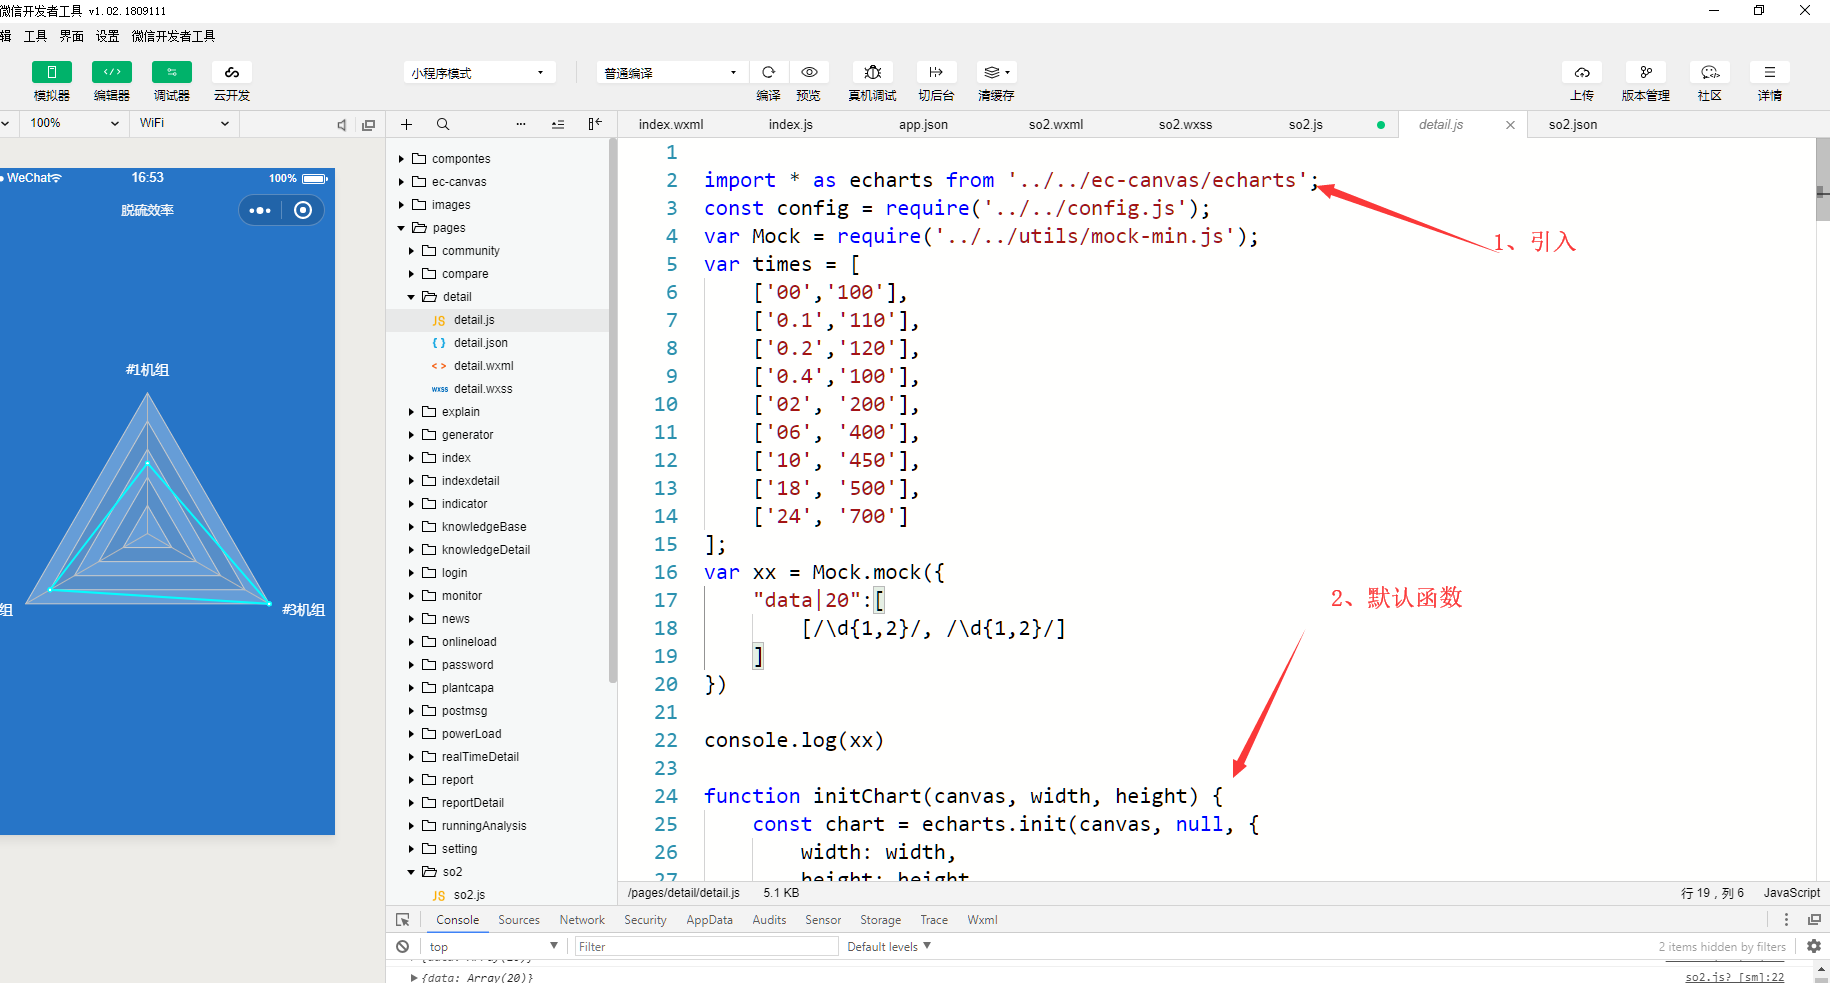 微信开发者工具 v1.02.1809111
辑 工具 界面 设置 微信开发者工具
模拟器 编辑器 调试器 云开发
小程序模式 普通编译
编译 预览 真机调试 切后台 清缓存
上传 版本管理 社区 详情
100% WiFi
WeChat 16:53 100%
脱硫效率
#1机组
组
#3机组
compontes
ec-canvas
images
pages
community
compare
detail
JS detail.js
{ } detail.json
< > detail.wxml
wxss detail.wxss
explain
generator
index
indexdetail
indicator
knowledgeBase
knowledgeDetail
login
monitor
news
onlineload
password
plantcapa
postmsg
powerLoad
realTimeDetail
report
reportDetail
runningAnalysis
setting
so2
JS so2.js
index.wxml index.js app.json so2.wxml so2.wxss so2.js detail.js so2.json
1
2 import * as echarts from '../../ec-canvas/echarts';
3 const config = require('../../config.js');
4 var Mock = require('../../utils/mock-min.js');
5 var times = [
6 ['00','100'],
7 ['0.1','110'],
8 ['0.2','120'],
9 ['0.4','100'],
10 ['02', '200'],
11 ['06', '400'],
12 ['10', '450'],
13 ['18', '500'],
14 ['24', '700']
15 ];
16 var xx = Mock.mock({
17 "data|20":[
18 [/\d{1,2}/, /\d{1,2}/]
19 ]
20 })
21
22 console.log(xx)
23
24 function initChart(canvas, width, height) {
25 const chart = echarts.init(canvas, null, {
26 width: width,
27 height: height
1、引入
2、默认函数
/pages/detail/detail.js 5.1 KB
行 19，列 6 JavaScript
Console Sources Network Security AppData Audits Sensor Storage Trace Wxml
top Filter Default levels 2 items hidden by filters
{data: Array(20)}
{data: Array(20)} so2.js? [sm]:22